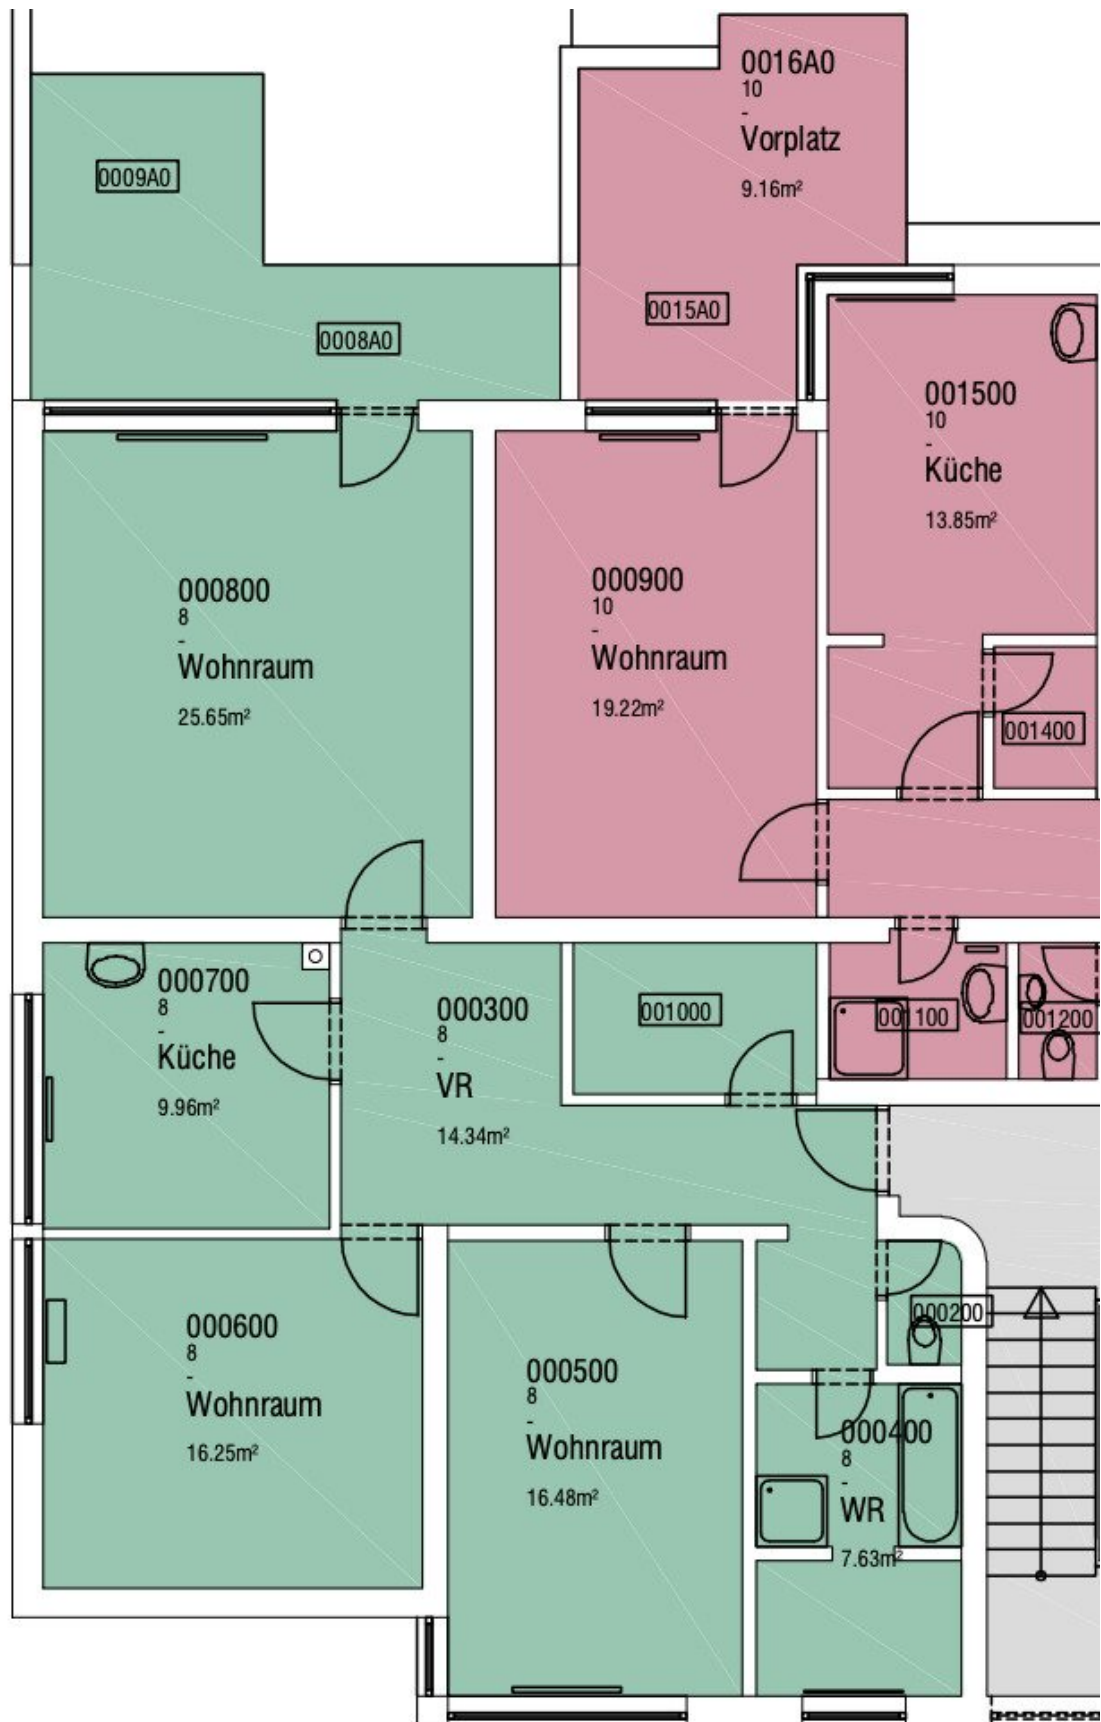 0016A0
10
-
Vorplatz
9.16m²
0009A0
0015A0
0008A0
001500
10
-
Küche
13.85m²
000800
8
-
Wohnraum
25.65m²
000900
10
-
Wohnraum
19.22m²
001400
000700
8
-
Küche
9.96m²
000300
8
-
VR
14.34m²
001000
001100
001200
000200
000600
8
-
Wohnraum
16.25m²
000500
8
-
Wohnraum
16.48m²
000400
8
-
WR
7.63m²